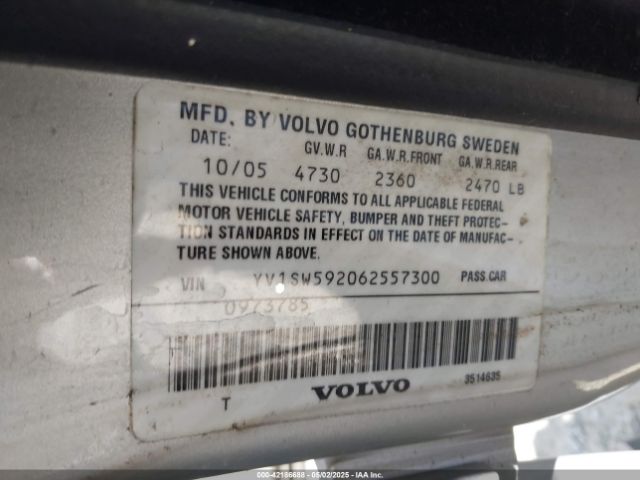 MFD. BY VOLVO GOTHENBURG SWEDEN
DATE: GV.W.R GA.W.R.FRONT GA.W.R.REAR
10/05 4730 2360 2470 LB
THIS VEHICLE CONFORMS TO ALL APPLICABLE FEDERAL
MOTOR VEHICLE SAFETY, BUMPER AND THEFT PROTEC-
TION STANDARDS IN EFFECT ON THE DATE OF MANUFAC-
TURE SHOWN ABOVE.
VIN YV1SW592062557300 PASS.CAR
0973785
T VOLVO 3514635
000-42186688 - 05/02/2025 - COPYRIGHT IAA